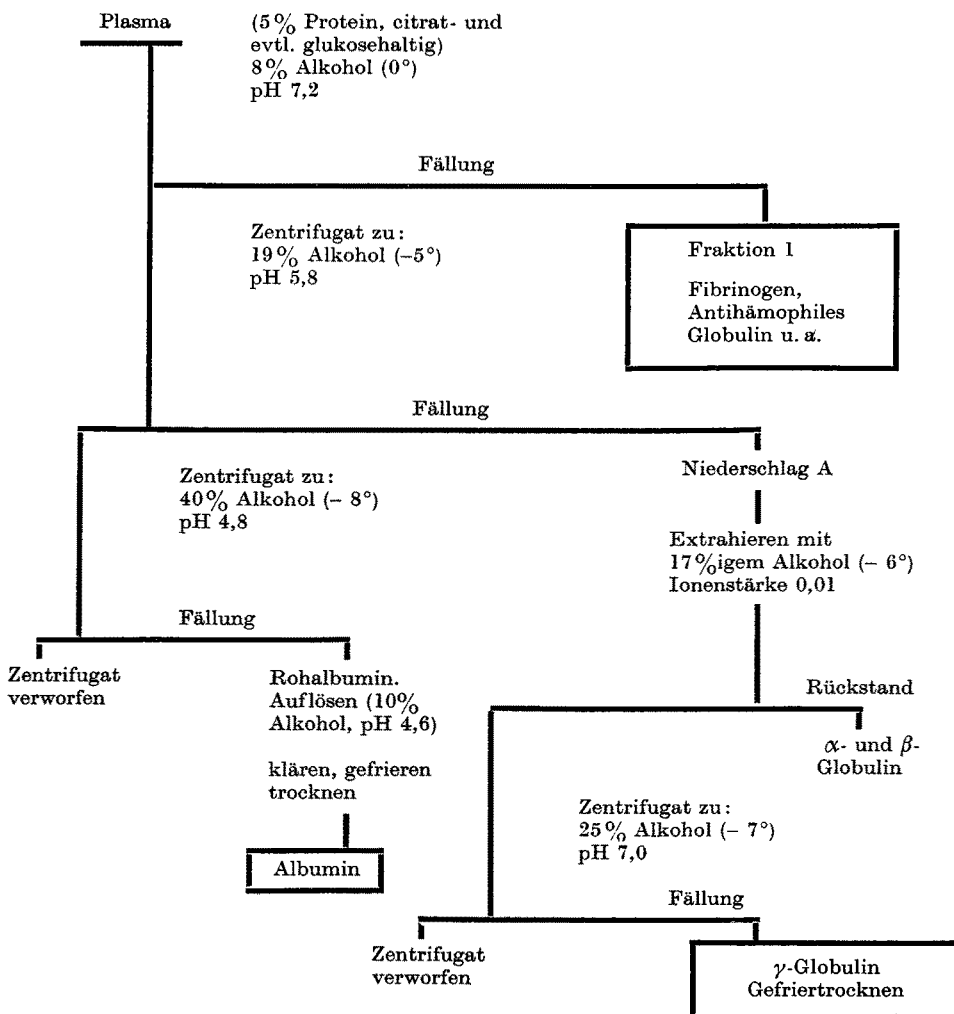 Plasma
(5% Protein, citrat- und
evtl. glukosehaltig)
8% Alkohol (0°)
pH 7,2
Fällung
Zentrifugat zu:
19% Alkohol (–5°)
pH 5,8
Fraktion 1
Fibrinogen,
Antihämophiles
Globulin u. a.
Fällung
Zentrifugat zu:
40% Alkohol (– 8°)
pH 4,8
Niederschlag A
Extrahieren mit
17%igem Alkohol (– 6°)
Ionenstärke 0,01
Fällung
Zentrifugat
verworfen
Rohalbumin.
Auflösen (10%
Alkohol, pH 4,6)
klären, gefrieren
trocknen
Albumin
Rückstand
α- und β-
Globulin
Zentrifugat zu:
25% Alkohol (– 7°)
pH 7,0
Fällung
Zentrifugat
verworfen
γ-Globulin
Gefriertrocknen